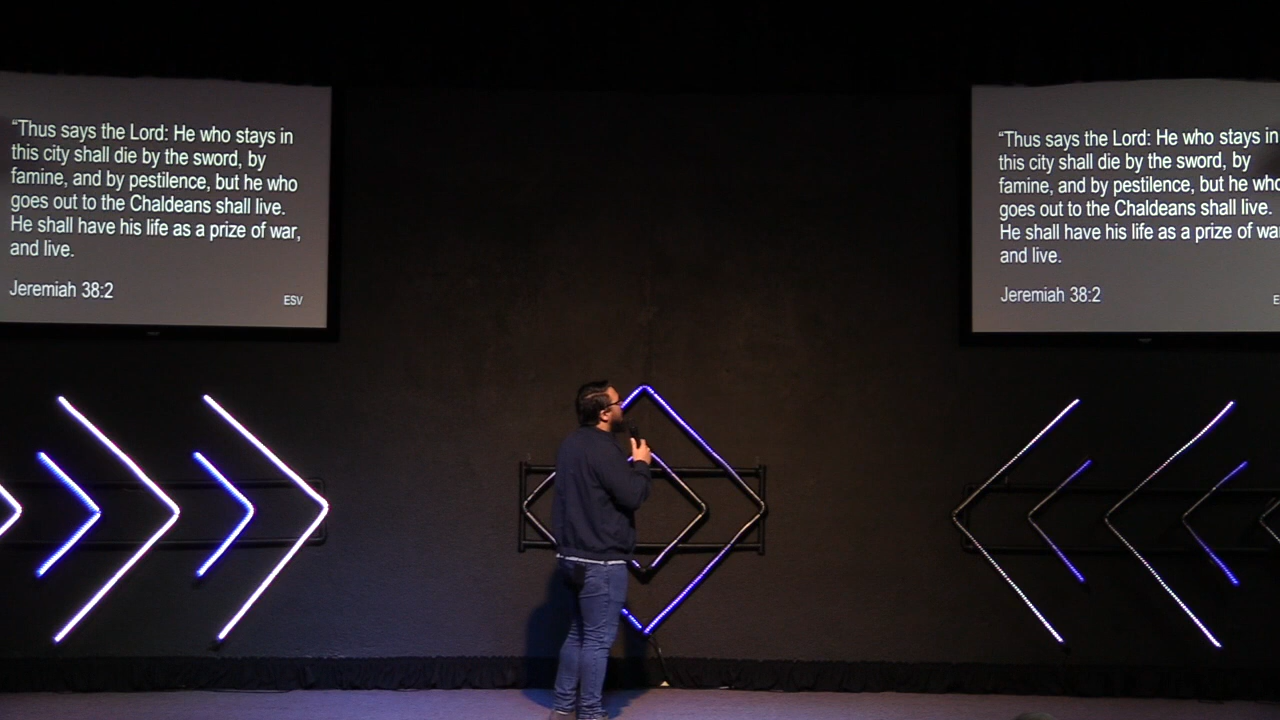 “Thus says the Lord: He who stays in
this city shall die by the sword, by
famine, and by pestilence, but he who
goes out to the Chaldeans shall live.
He shall have his life as a prize of war,
and live.
Jeremiah 38:2
ESV
“Thus says the Lord: He who stays in
this city shall die by the sword, by
famine, and by pestilence, but he who
goes out to the Chaldeans shall live.
He shall have his life as a prize of war
and live.
Jeremiah 38:2